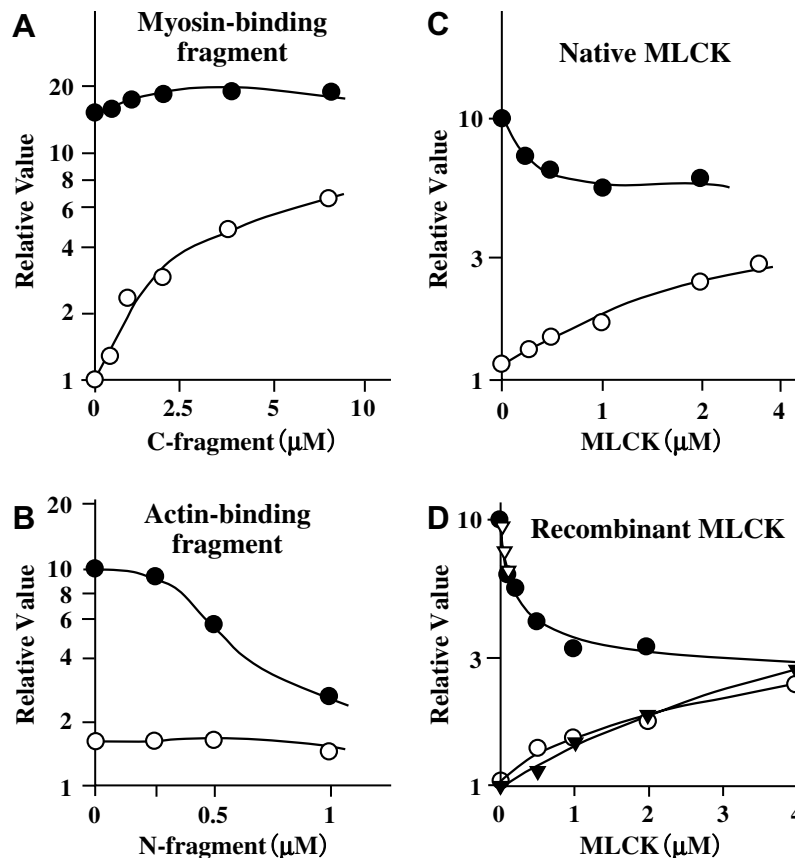 A
Myosin-binding
fragment
Relative Value
20
10
8
6
4
2
1
0
2.5
5
10
C-fragment (μM)
C
Native MLCK
Relative Value
10
3
1
0
1
2
4
MLCK (μM)
B
Actin-binding
fragment
Relative Value
20
10
8
6
4
2
1
0
0.5
1
N-fragment (μM)
D
Recombinant MLCK
Relative Value
10
3
1
0
1
2
3
4
MLCK (μM)